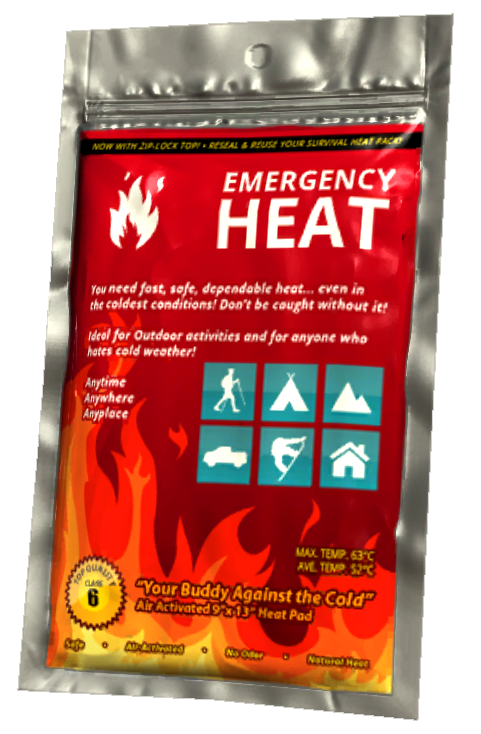 NOW WITH ZIP-LOCK TOP! • RESEAL & REUSE YOUR SURVIVAL HEAT PACK!
EMERGENCY
HEAT
You need fast, safe, dependable heat... even in
the coldest conditions! Don't be caught without it!
Ideal for Outdoor activities and for anyone who
hates cold weather!
Anytime
Anywhere
Anyplace
MAX. TEMP. 63°C
AVE. TEMP. 52°C
TOP QUALITY
CLASS
6
"Your Buddy Against the Cold"
Air Activated 9"x 13" Heat Pad
Safe • Air-Activated • No Odor • Natural Heat